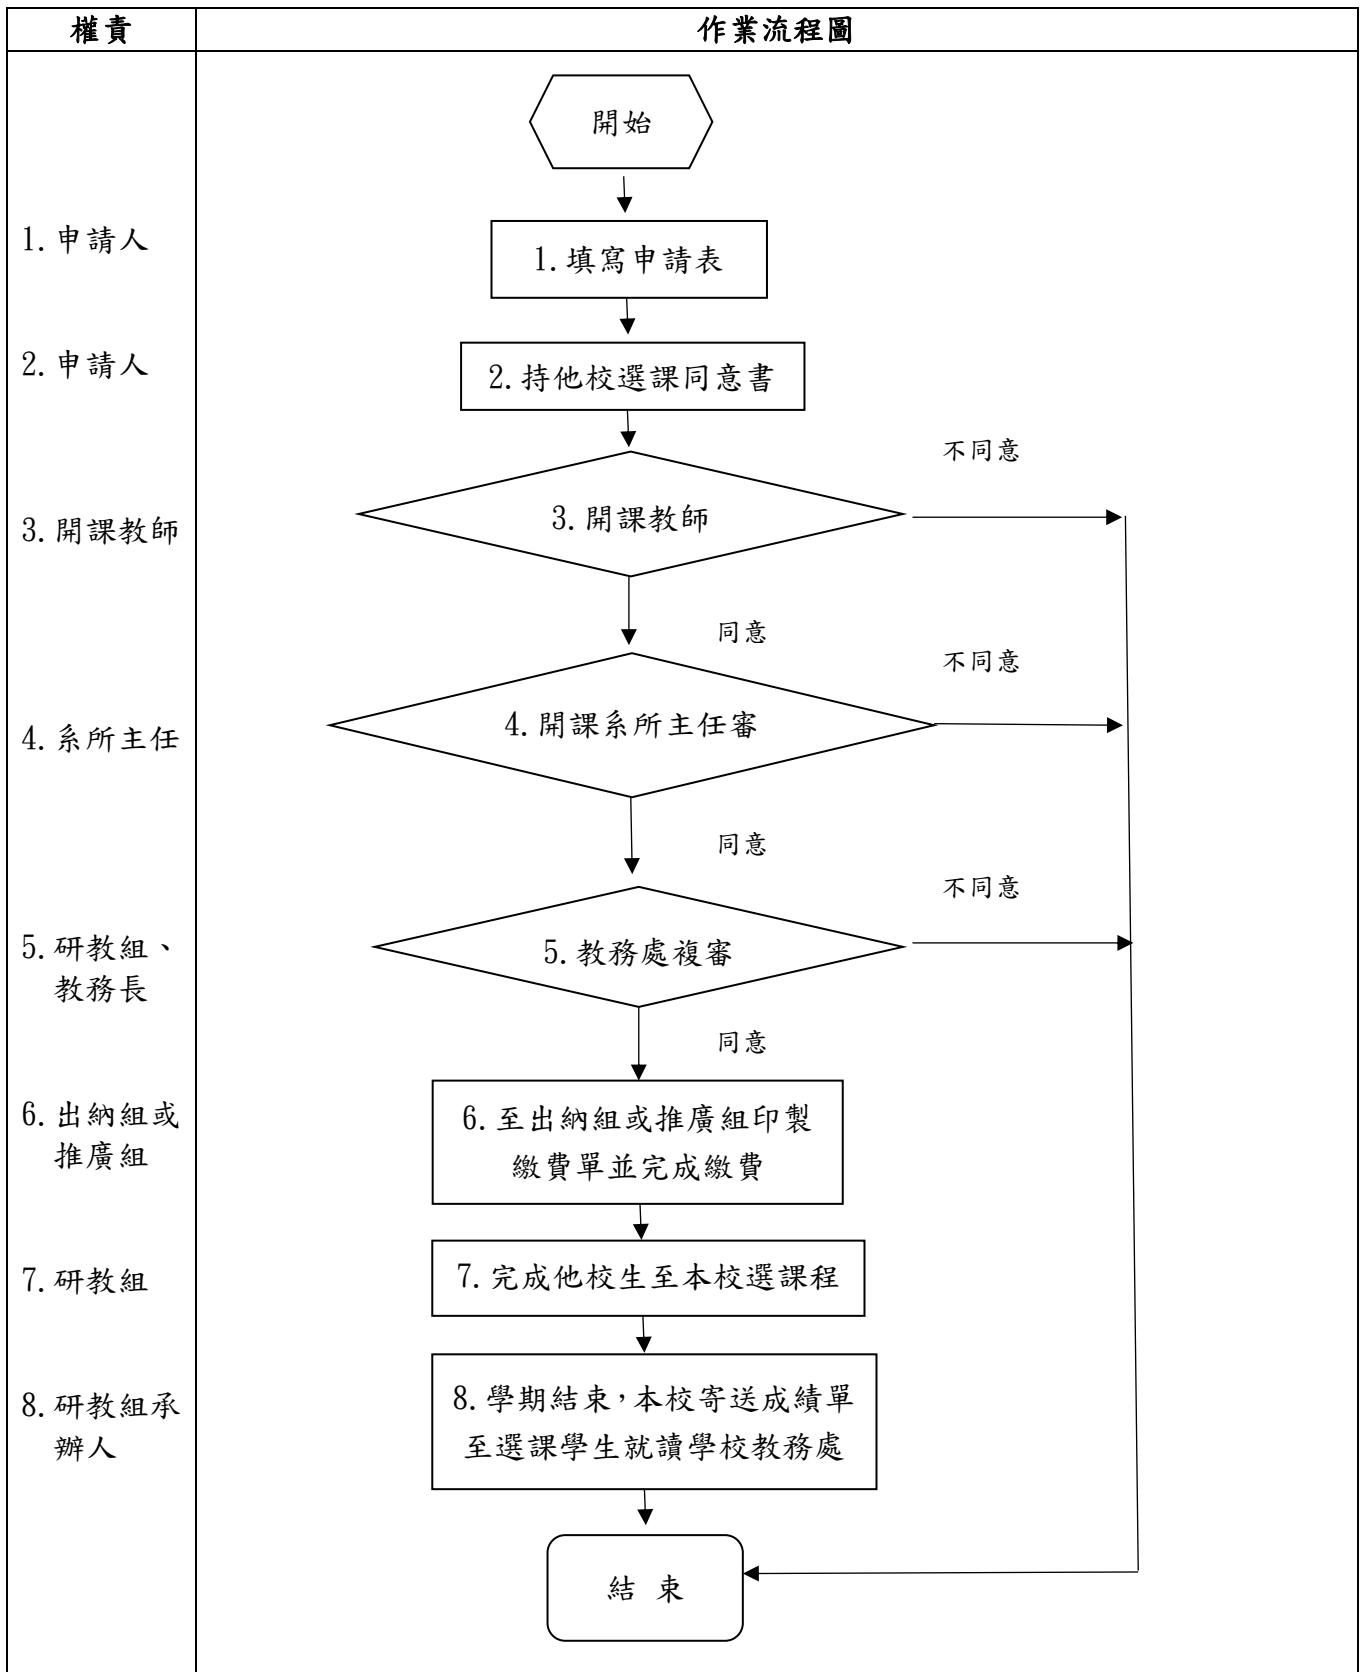 權責
作業流程圖
開始
1.申請人
1.填寫申請表
2.申請人
2.持他校選課同意書
不同意
3.開課教師
3.開課教師
同意
不同意
4.系所主任
4.開課系所主任審
同意
不同意
5.研教組、
教務長
5.教務處複審
同意
6.出納組或
推廣組
6.至出納組或推廣組印製
繳費單並完成繳費
7.研教組
7.完成他校生至本校選課程
8.研教組承
辦人
8.學期結束,本校寄送成績單
至選課學生就讀學校教務處
結 束